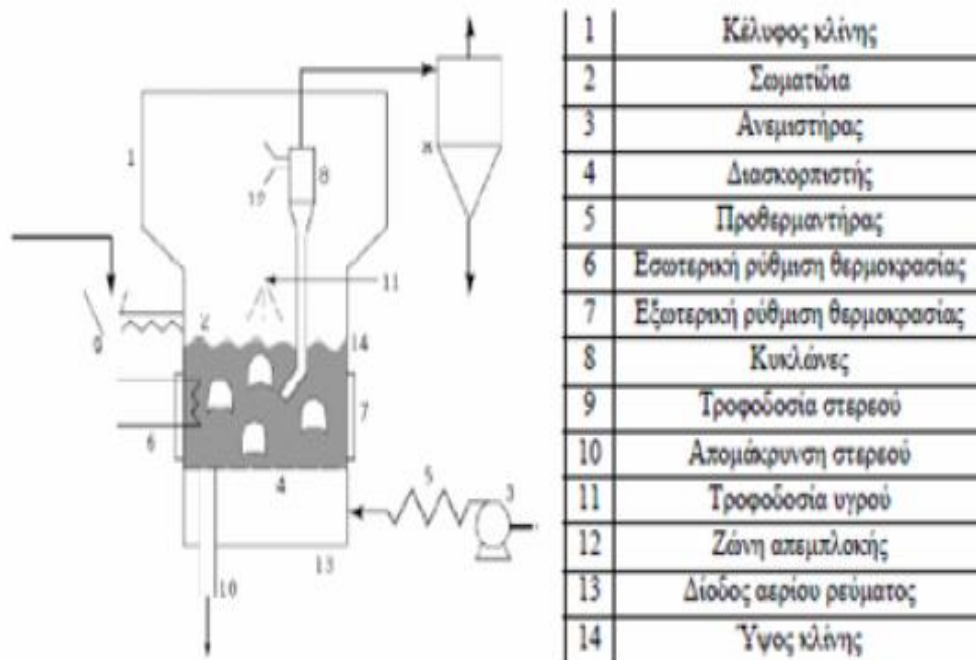 1 Κέλυφος κλίνης
2 Σωματίδια
3 Ανεμιστήρας
4 Διασκορπιστής
5 Προθερμαντήρας
6 Εσωτερική ρύθμιση θερμοκρασίας
7 Εξωτερική ρύθμιση θερμοκρασίας
8 Κυκλώνες
9 Τροφοδοσία στερεού
10 Απομάκρυνση στερεού
11 Τροφοδοσία υγρού
12 Ζώνη απεμπλοκής
13 Δίοδος αερίου ρεύματος
14 Ύψος κλίνης
1
8
8
12
11
2
14
9
7
6
4
5
3
13
10